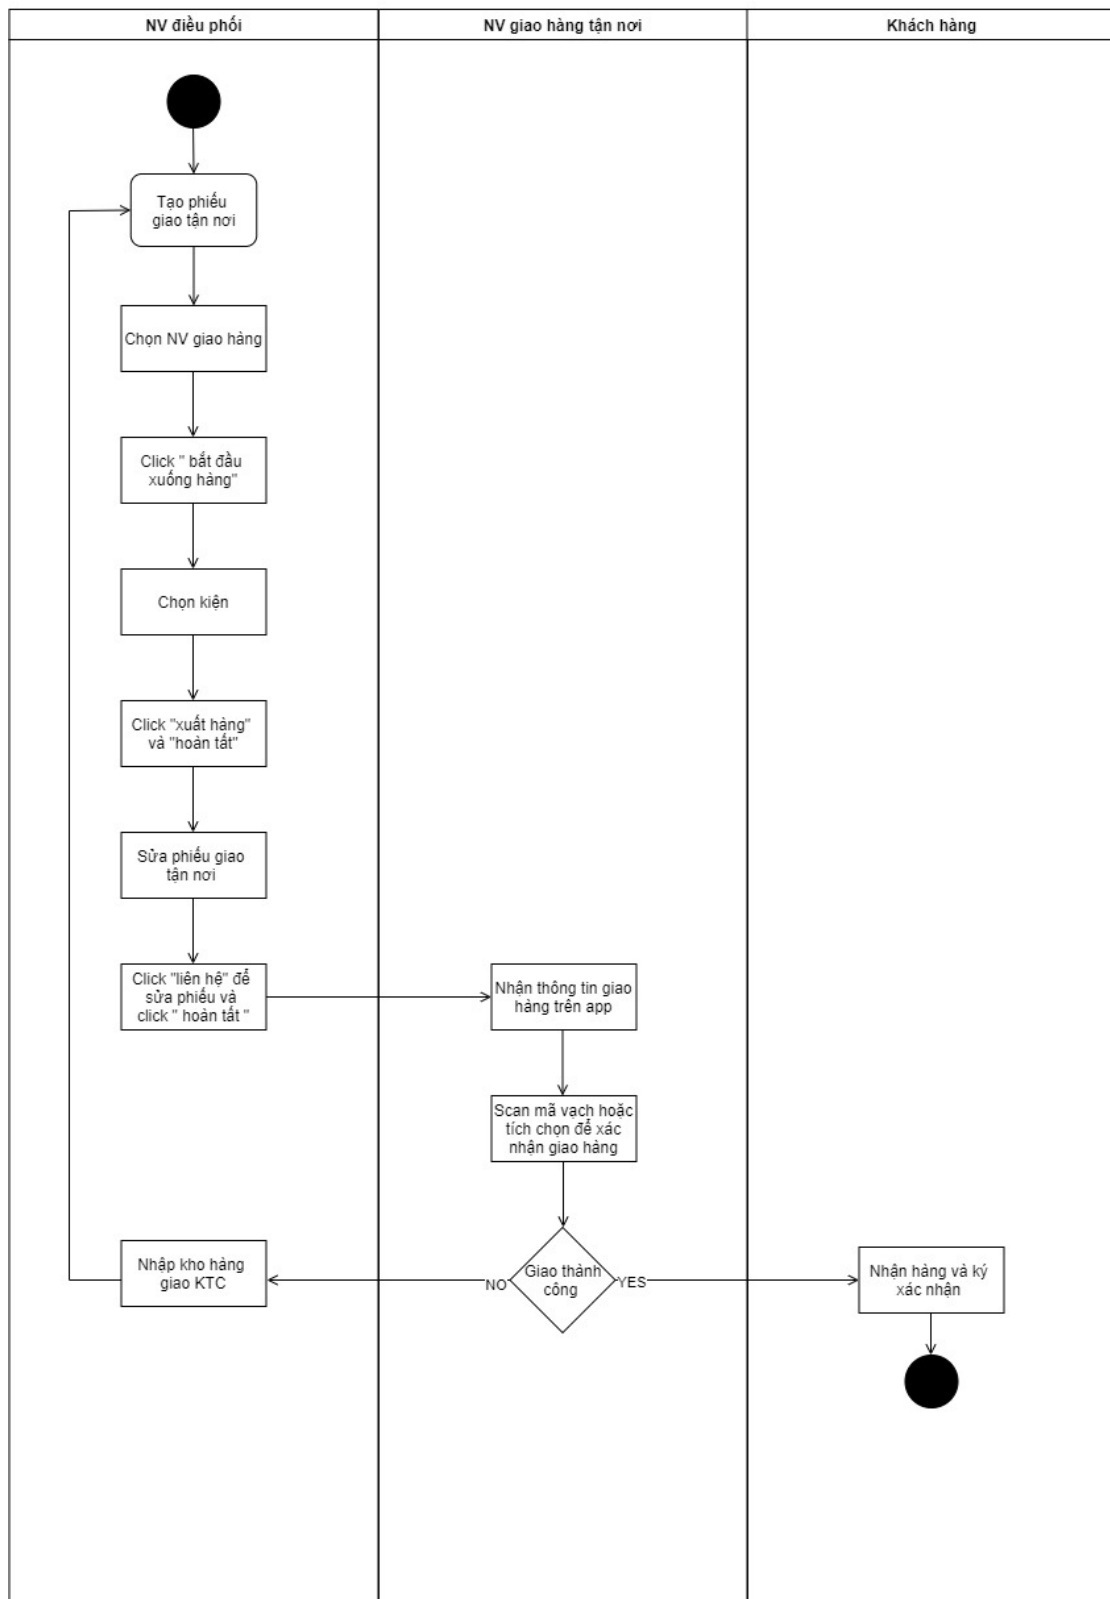 NV điều phối
NV giao hàng tận nơi
Khách hàng
Tạo phiếu
giao tận nơi
Chọn NV giao hàng
Click " bắt đầu
xuống hàng"
Chọn kiện
Click "xuất hàng"
và "hoàn tất"
Sửa phiếu giao
tận nơi
Click "liên hệ" để
sửa phiếu và
click " hoàn tất "
Nhận thông tin giao
hàng trên app
Scan mã vạch hoặc
tích chọn để xác
nhận giao hàng
Nhập kho hàng
giao KTC
NO
Giao thành
công
YES
Nhận hàng và ký
xác nhận